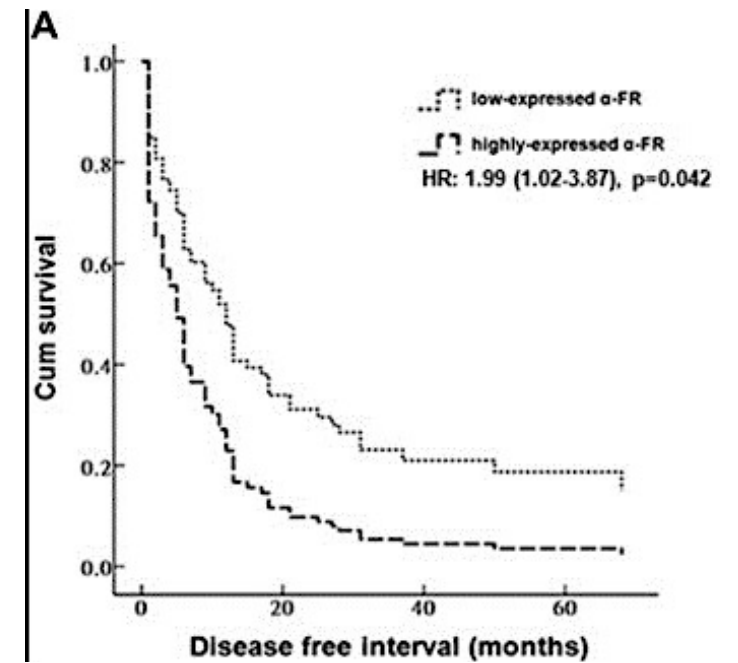 A
low-expressed α-FR
highly-expressed α-FR
HR: 1.99 (1.02-3.87), p=0.042
1.0
0.8
0.6
0.4
0.2
0.0
Cum survival
0 20 40 60
Disease free interval (months)